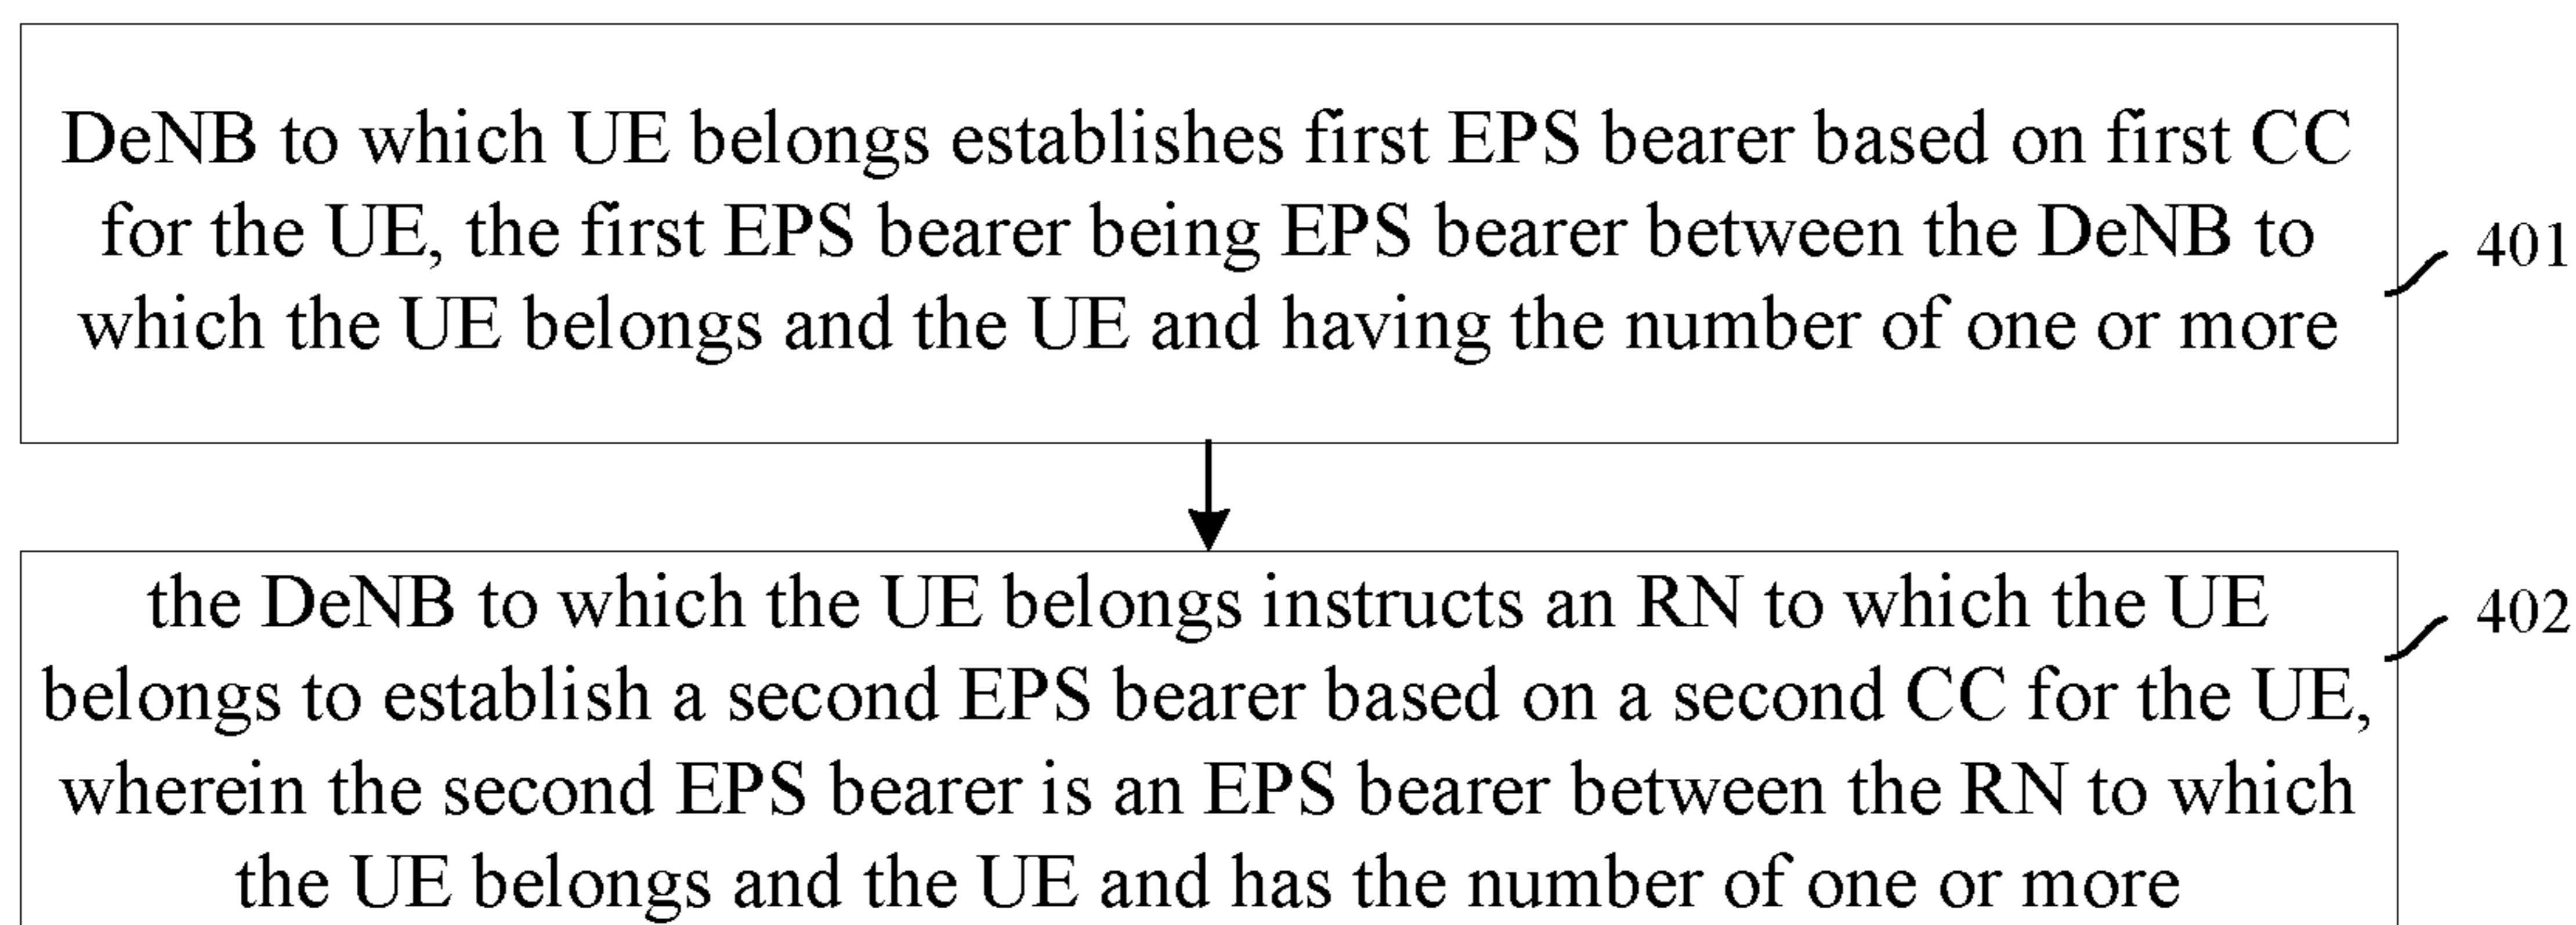 DeNB to which UE belongs establishes first EPS bearer based on first CC
for the UE, the first EPS bearer being EPS bearer between the DeNB to
which the UE belongs and the UE and having the number of one or more
401
the DeNB to which the UE belongs instructs an RN to which the UE
belongs to establish a second EPS bearer based on a second CC for the UE,
wherein the second EPS bearer is an EPS bearer between the RN to which
the UE belongs and the UE and has the number of one or more
402